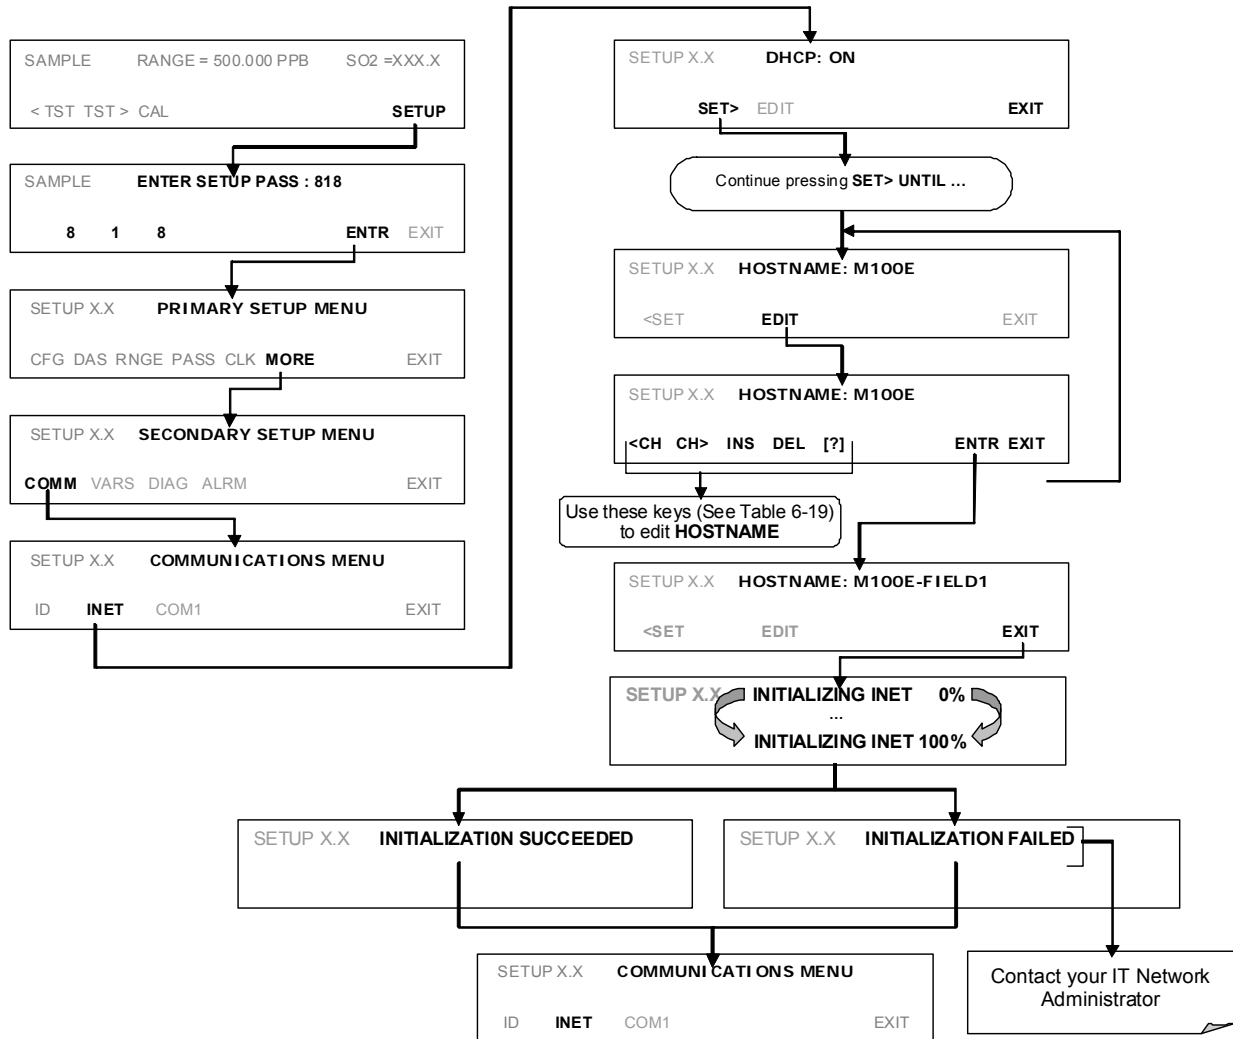 SAMPLE RANGE = 500.000 PPB SO2 =XXX.X
< TST TST > CAL SETUP
SAMPLE ENTER SETUP PASS : 818
8 1 8 ENTR EXIT
SETUP X.X PRIMARY SETUP MENU
CFG DAS RNGE PASS CLK MORE EXIT
SETUP X.X SECONDARY SETUP MENU
COMM VARS DIAG ALRM EXIT
SETUP X.X COMMUNICATIONS MENU
ID INET COM1 EXIT
SETUP X.X DHCP: ON
SET> EDIT EXIT
Continue pressing SET> UNTIL ...
SETUP X.X HOSTNAME: M100E
<SET EDIT EXIT
SETUP X.X HOSTNAME: M100E
<CH CH> INS DEL [?] ENTR EXIT
Use these keys (See Table 6-19)
to edit HOSTNAME
SETUP X.X HOSTNAME: M100E-FIELD1
<SET EDIT EXIT
SETUP X.X INITIALIZING INET 0%
...
INITIALIZING INET 100%
SETUP X.X INITIALIZATI0N SUCCEEDED
SETUP X.X INITIALIZATION FAILED
SETUP X.X COMMUNICATIONS MENU
ID INET COM1 EXIT
Contact your IT Network
Administrator